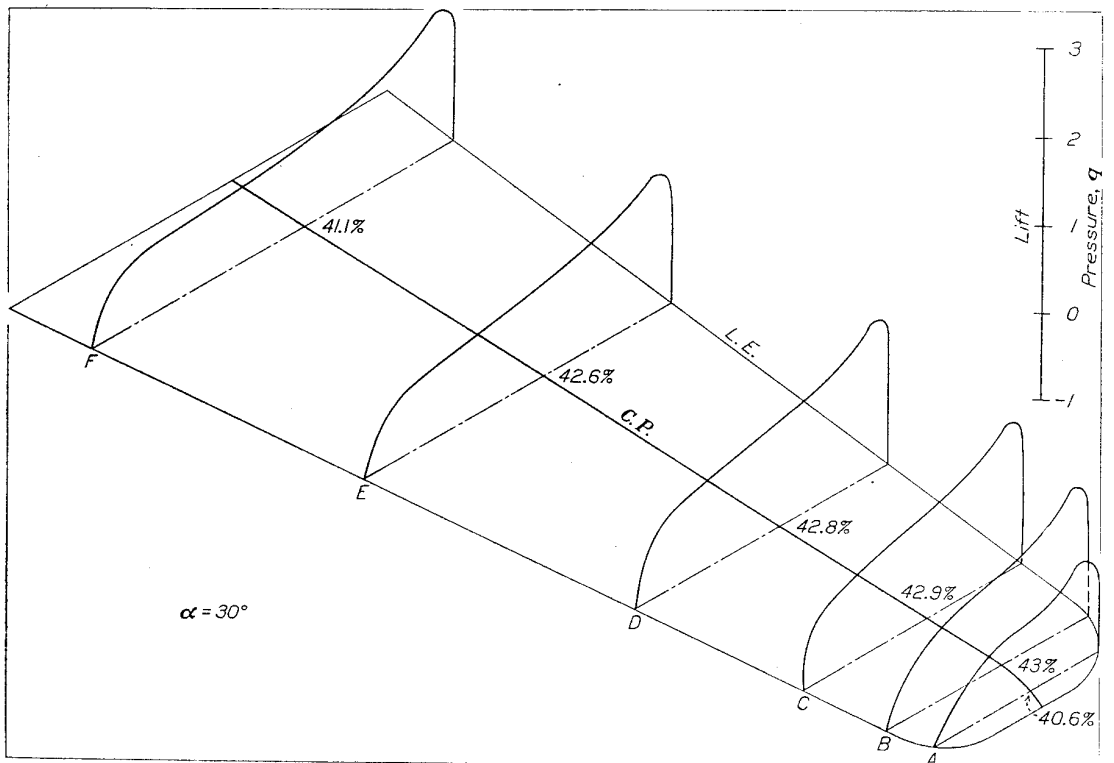 3
2
1
0
-1
Lift
Pressure, q
41.1%
L.E.
42.6%
C.P.
42.8%
42.9%
43%
40.6%
F
E
D
C
B
A
α = 30°